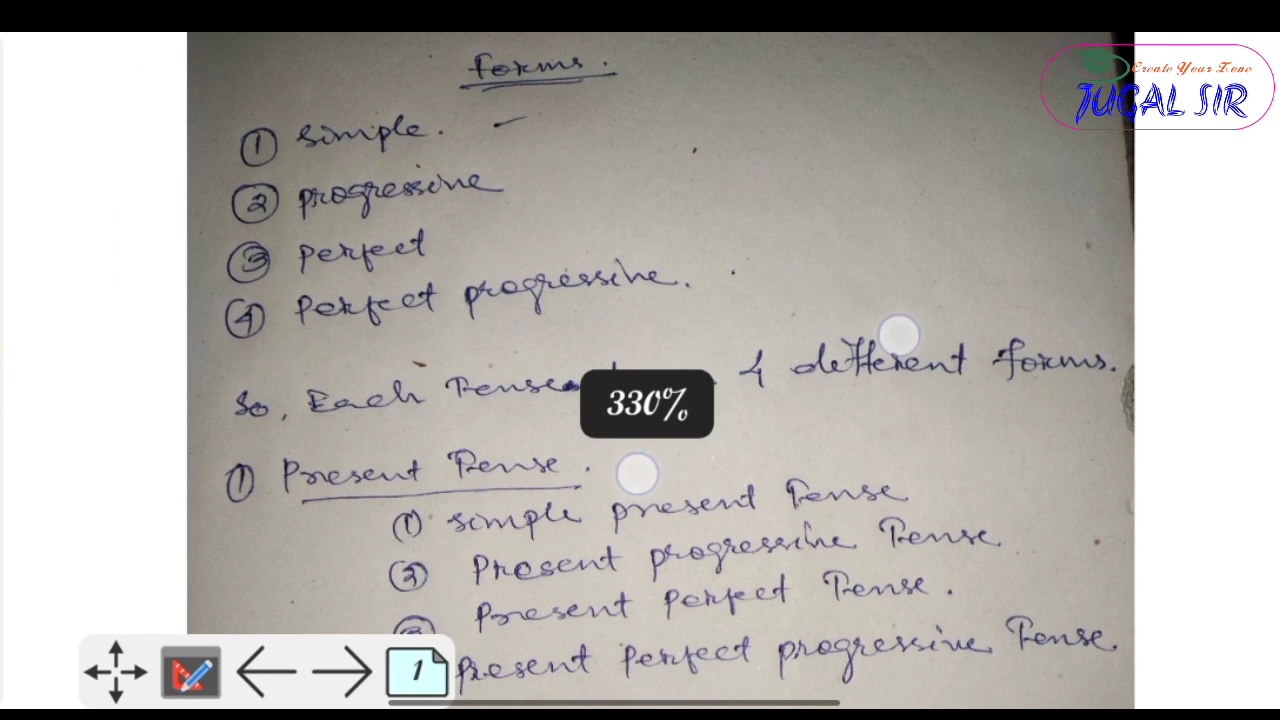 Forms.
Create Your Zone
JUGAL SIR
① Simple. –
② progressive
③ Perfect
④ Perfect progressive.
So, Each Tense 4 different forms.
330%
① Present Tense.
① Simple present Tense
② Present progressive Tense
③ Present Perfect Tense.
Present Perfect progressive Tense.
1